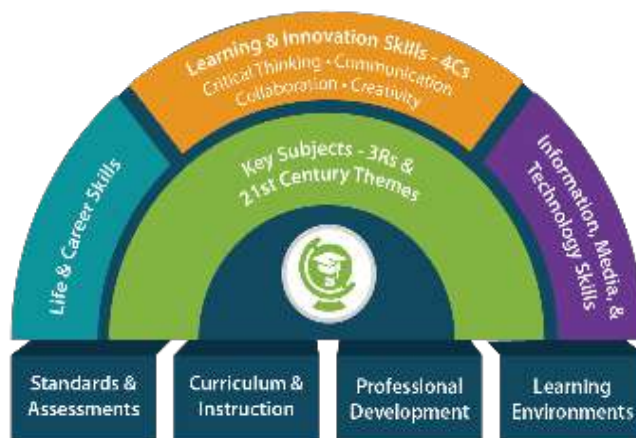 Learning & Innovation Skills - 4Cs
Critical Thinking • Communication
Collaboration • Creativity
Life & Career Skills
Key Subjects - 3Rs &
21st Century Themes
Information, Media, &
Technology Skills
Standards &
Assessments
Curriculum &
Instruction
Professional
Development
Learning
Environments